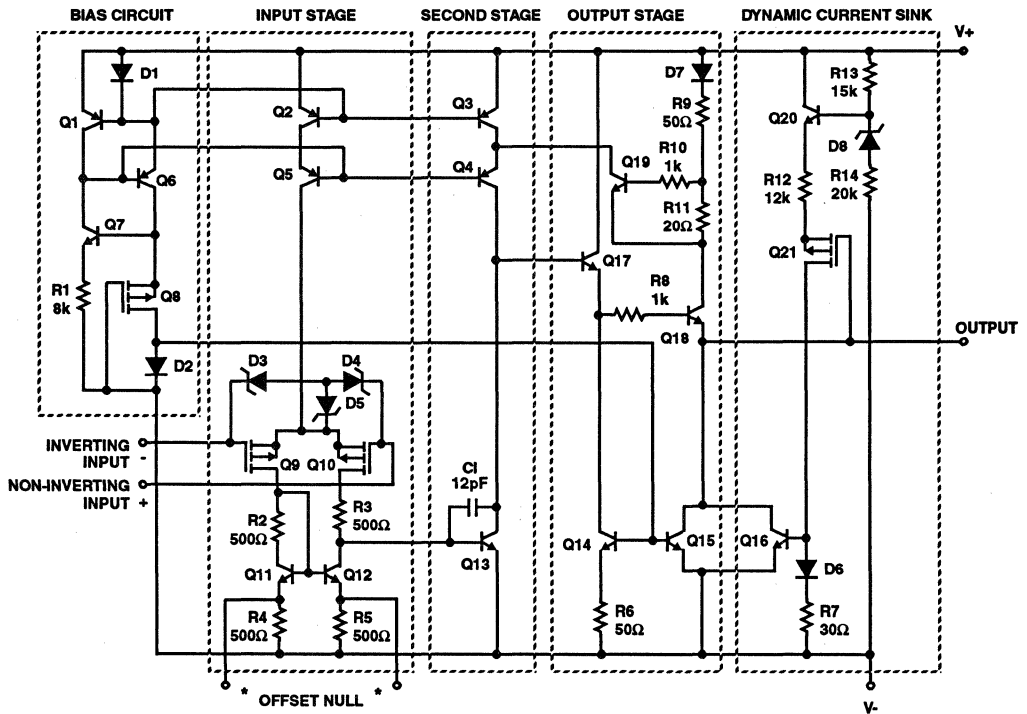 BIAS CIRCUIT
INPUT STAGE
SECOND STAGE
OUTPUT STAGE
DYNAMIC CURRENT SINK
V+
D1
Q1
Q2
Q3
D7
R9
50Ω
R13
15k
Q20
D8
Q6
Q5
Q4
Q19
R10
1k
R11
20Ω
R12
12k
R14
20k
Q7
Q17
Q21
R1
8k
Q8
R8
1k
Q18
OUTPUT
D2
D3
D4
D5
INVERTING
INPUT -
Q9
Q10
NON-INVERTING
INPUT +
CI
12pF
R2
500Ω
R3
500Ω
Q11
Q12
Q13
Q14
Q15
Q16
D6
R4
500Ω
R5
500Ω
R6
50Ω
R7
30Ω
* OFFSET NULL *
V-